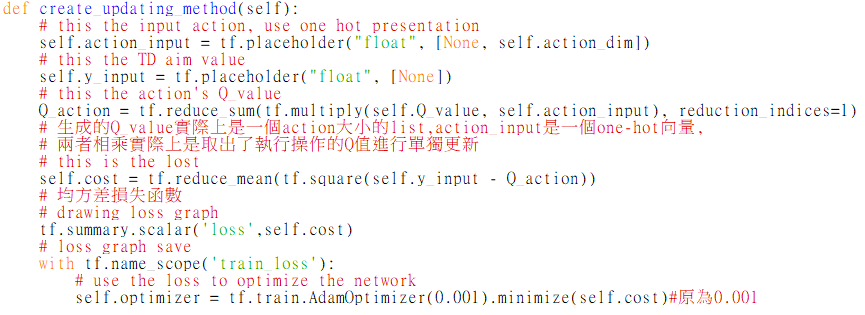 def create_updating_method(self):
    # this the input action, use one hot presentation
    self.action_input = tf.placeholder("float", [None, self.action_dim])
    # this the TD aim value
    self.y_input = tf.placeholder("float", [None])
    # this the action's Q_value
    Q_action = tf.reduce_sum(tf.multiply(self.Q_value, self.action_input), reduction_indices=1)
    # 生成的Q_value實際上是一個action大小的list,action_input是一個one-hot向量,
    # 兩者相乘實際上是取出了執行操作的Q值進行單獨更新
    # this is the lost
    self.cost = tf.reduce_mean(tf.square(self.y_input - Q_action))
    # 均方差損失函數
    # drawing loss graph
    tf.summary.scalar('loss',self.cost)
    # loss graph save
    with tf.name_scope('train_loss'):
        # use the loss to optimize the network
        self.optimizer = tf.train.AdamOptimizer(0.001).minimize(self.cost)#原為0.001